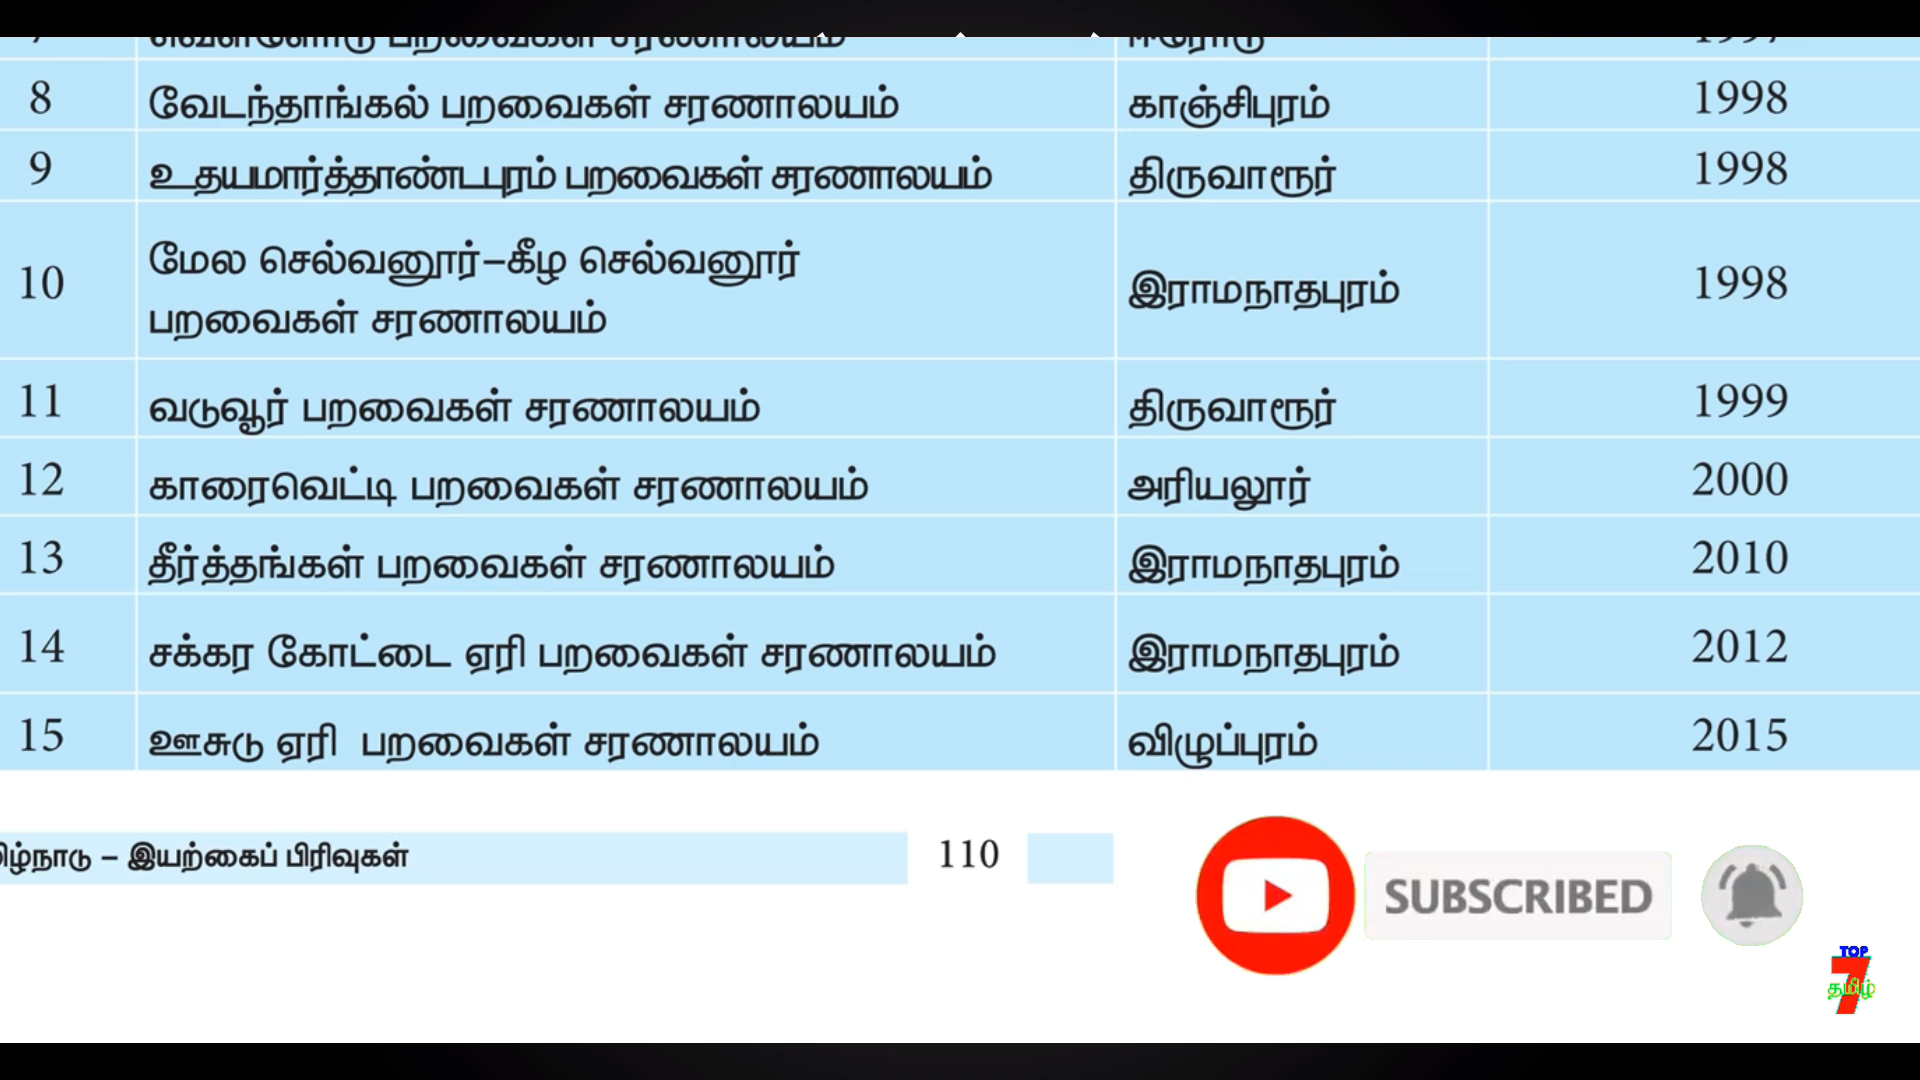 8 வேடந்தாங்கல் பறவைகள் சரணாலயம் காஞ்சிபுரம் 1998
9 உதயமார்த்தாண்டபுரம் பறவைகள் சரணாலயம் திருவாரூர் 1998
10 மேல செல்வனூர்–கீழ செல்வனூர்
பறவைகள் சரணாலயம் இராமநாதபுரம் 1998
11 வடுவூர் பறவைகள் சரணாலயம் திருவாரூர் 1999
12 காரைவெட்டி பறவைகள் சரணாலயம் அரியலூர் 2000
13 தீர்த்தங்கள் பறவைகள் சரணாலயம் இராமநாதபுரம் 2010
14 சக்கர கோட்டை ஏரி பறவைகள் சரணாலயம் இராமநாதபுரம் 2012
15 ஊசுடு ஏரி பறவைகள் சரணாலயம் விழுப்புரம் 2015
– இயற்கைப் பிரிவுகள் 110
SUBSCRIBED
TOP
7
தமிழ்